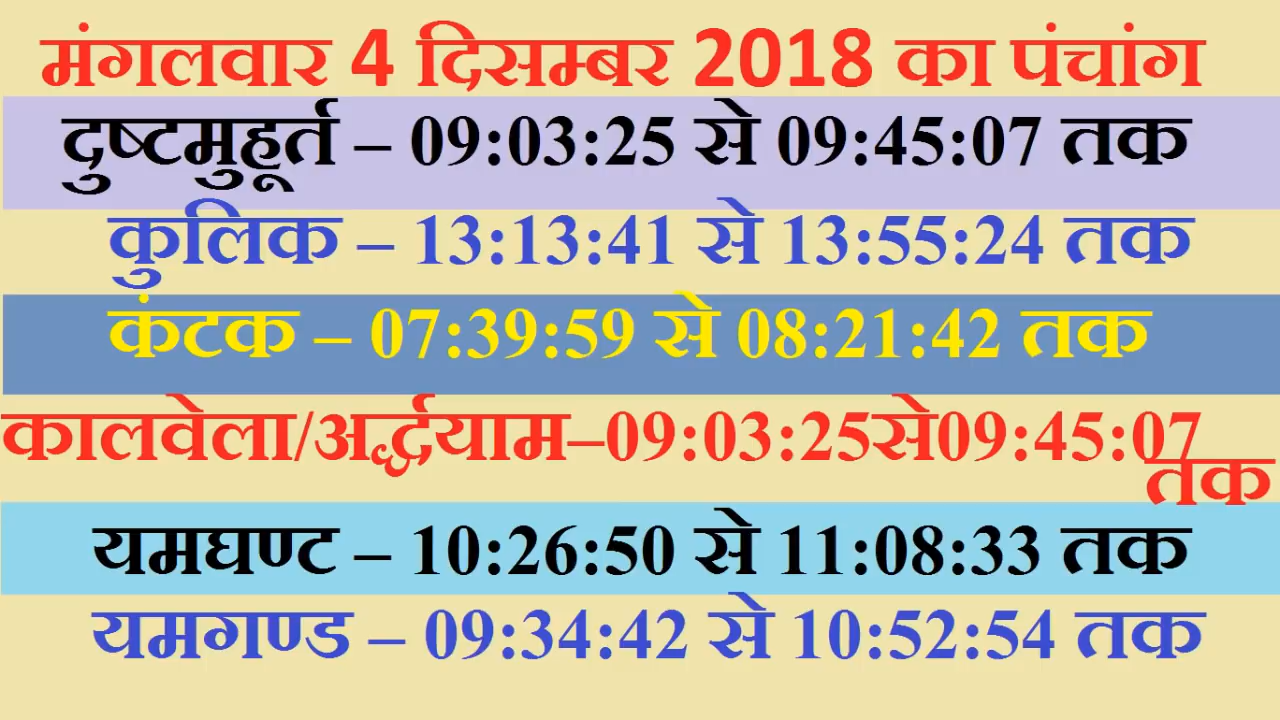 मंगलवार 4 दिसम्बर 2018 का पंचांग
दुष्टमुहूर्त – 09:03:25 से 09:45:07 तक
कुलिक – 13:13:41 से 13:55:24 तक
कंटक – 07:39:59 से 08:21:42 तक
कालवेला/अर्द्धयाम–09:03:25से09:45:07
तक
यमघण्ट – 10:26:50 से 11:08:33 तक
यमगण्ड – 09:34:42 से 10:52:54 तक